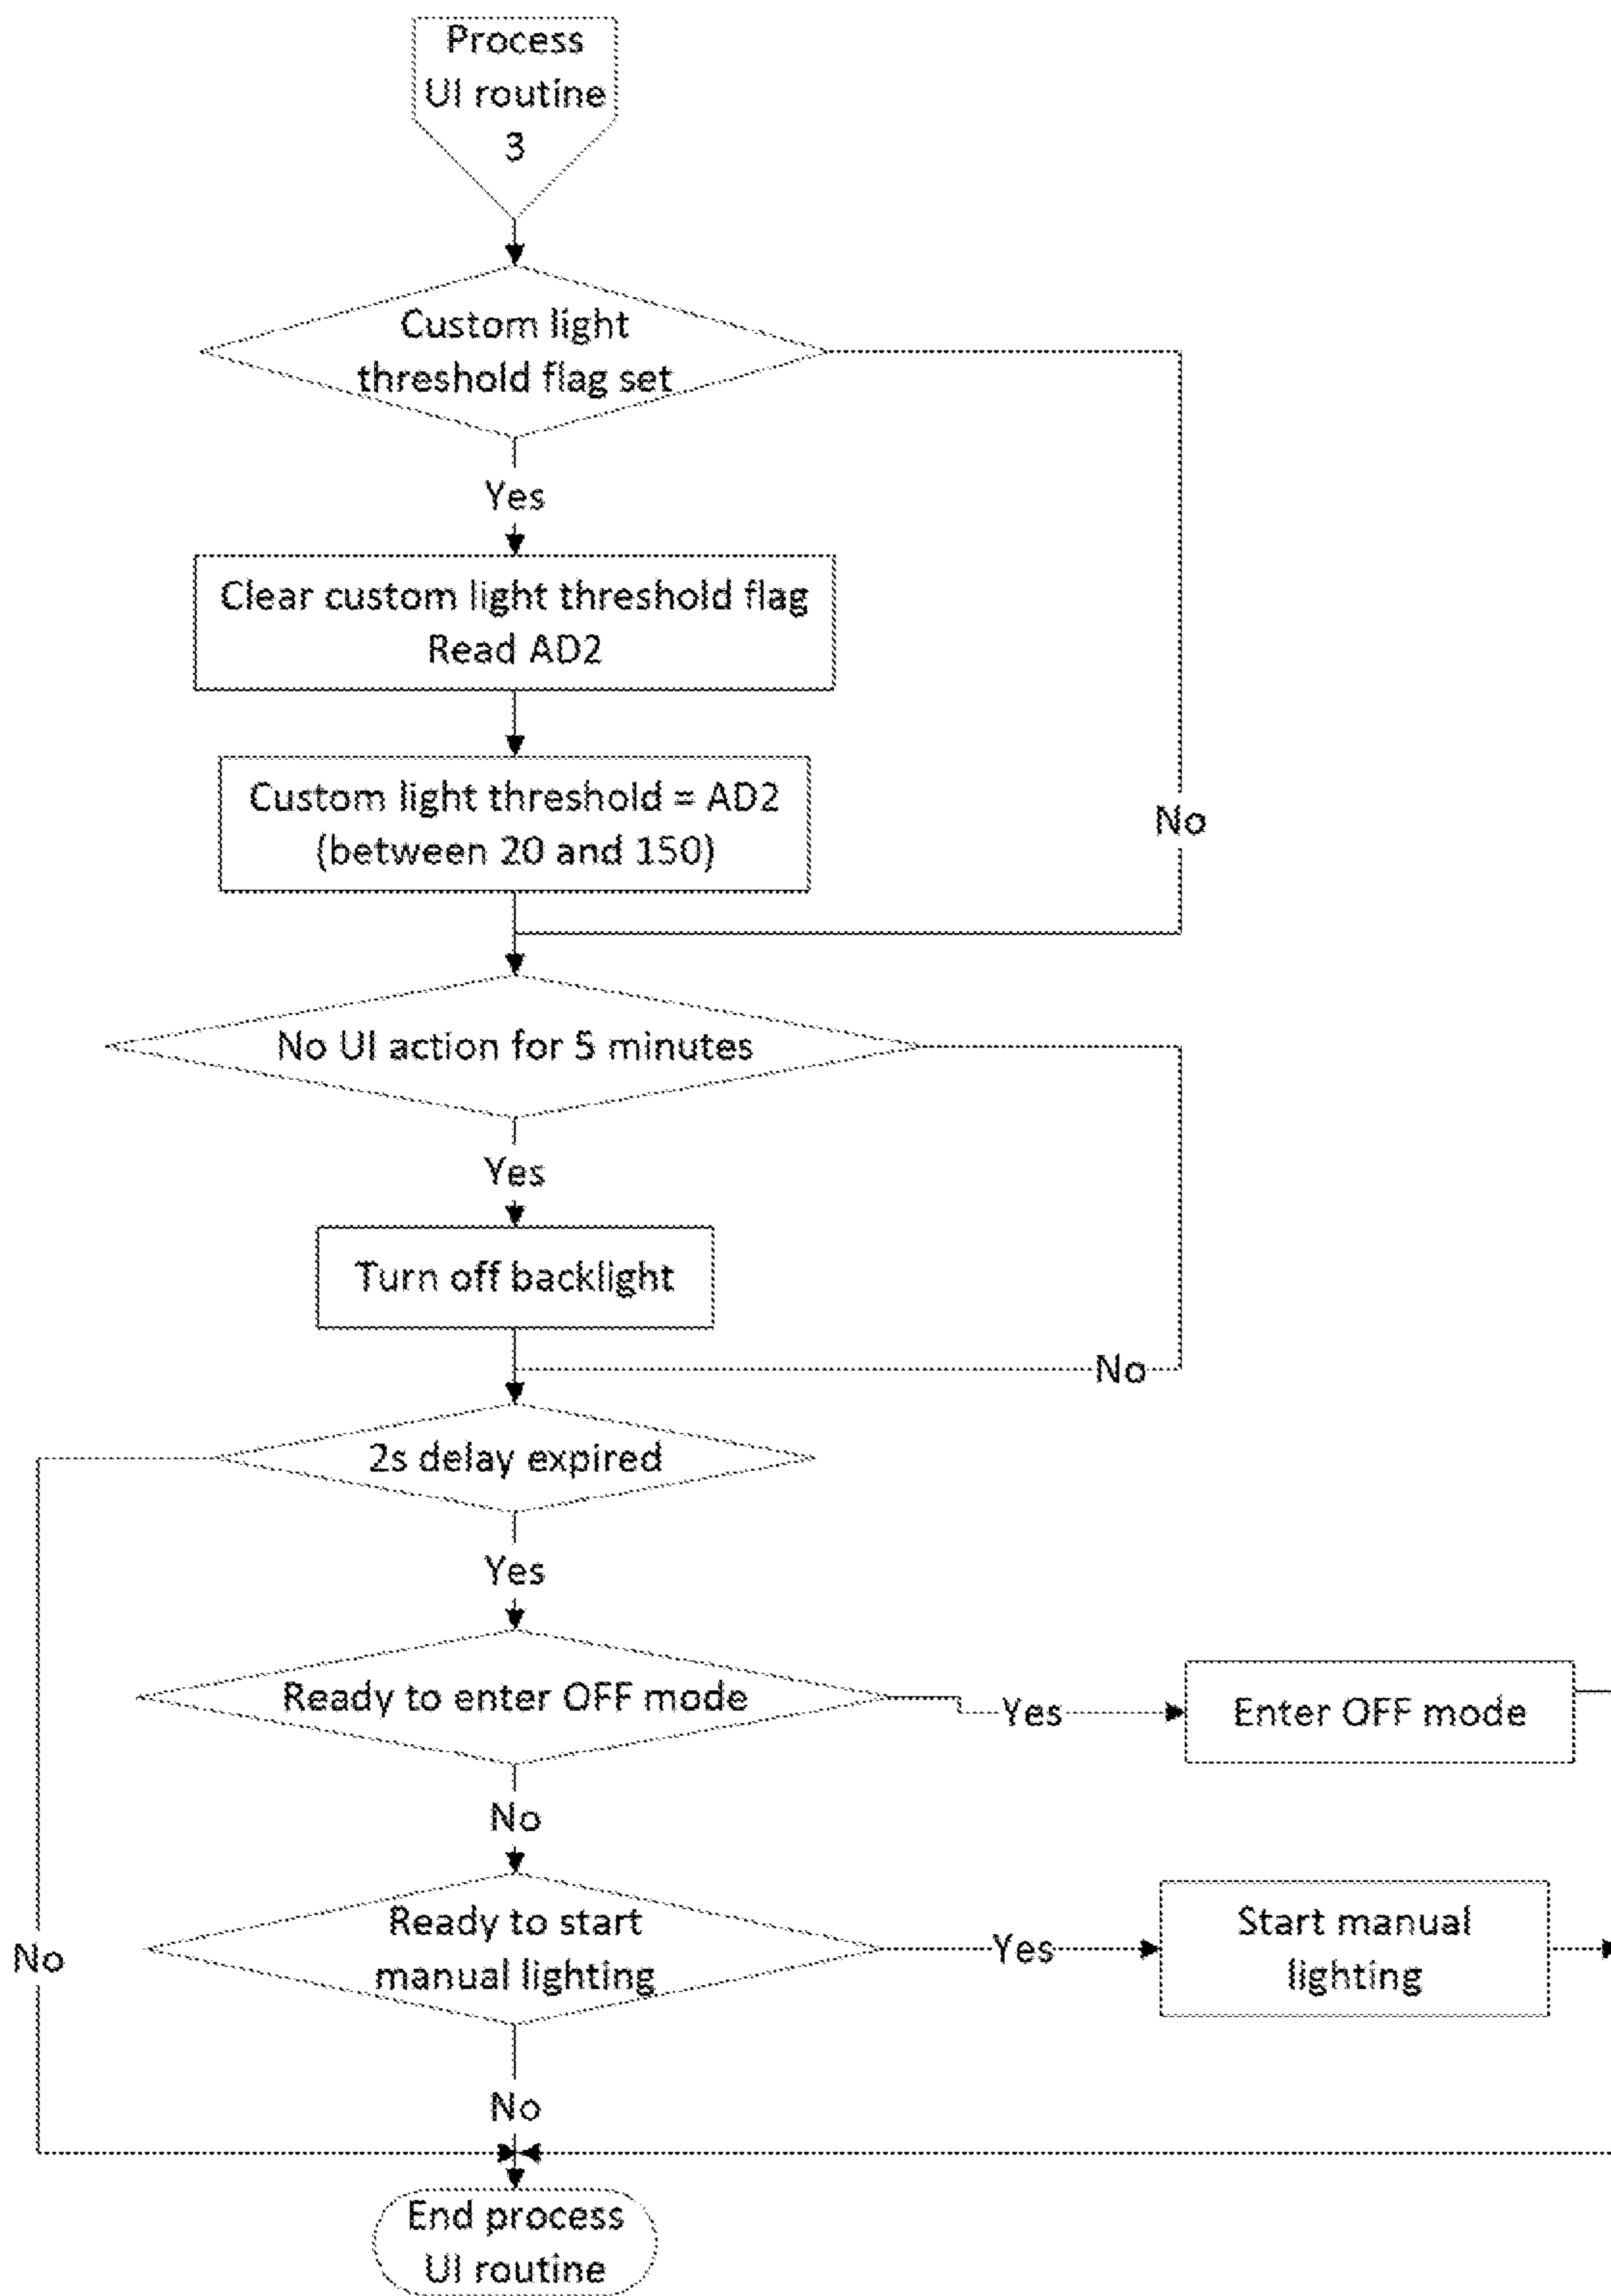 Process
UI routine
3
Custom light
threshold flag set
Yes
Clear custom light threshold flag
Read AD2
Custom light threshold = AD2
(between 20 and 150)
No
No UI action for 5 minutes
Yes
Turn off backlight
No
2s delay expired
Yes
Ready to enter OFF mode
Yes
Enter OFF mode
No
Ready to start
manual lighting
Yes
Start manual
lighting
No
No
End process
UI routine